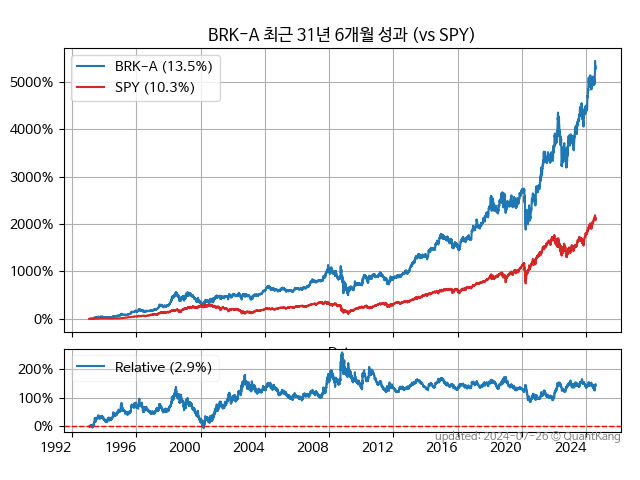 BRK-A 최근 31년 6개월 성과 (vs SPY)
BRK-A (13.5%)
SPY (10.3%)
5000%
4000%
3000%
2000%
1000%
0%
Relative (2.9%)
200%
100%
0%
1992 1996 2000 2004 2008 2012 2016 2020 2024
updated: 2024-07-26 © QuantKang